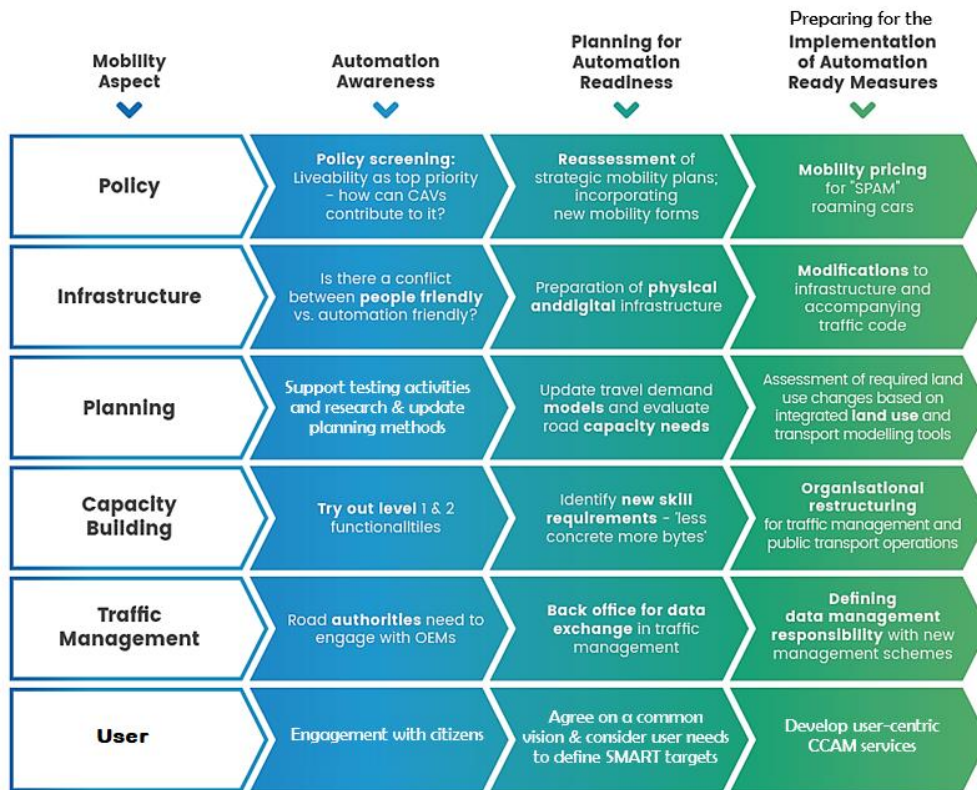 Mobility
Aspect
Automation
Awareness
Planning for
Automation
Readiness
Preparing for the
Implementation
of Automation
Ready Measures
Policy
Policy screening:
Liveability as top priority
- how can CAVs
contribute to it?
Reassessment of
strategic mobility plans;
incorporating
new mobility forms
Mobility pricing
for "SPAM"
roaming cars
Infrastructure
Is there a conflict
between people friendly
vs. automation friendly?
Preparation of physical
anddigital infrastructure
Modifications to
infrastructure and
accompanying
traffic code
Planning
Support testing activities
and research & update
planning methods
Update travel demand
models and evaluate
road capacity needs
Assessment of required land
use changes based on
integrated land use and
transport modelling tools
Capacity
Building
Try out level 1 & 2
functionalitiles
Identify new skill
requirements - 'less
concrete more bytes'
Organisational
restructuring
for traffic management and
public transport operations
Traffic
Management
Road authorities need to
engage with OEMs
Back office for data
exchange in traffic
management
Defining
data management
responsibility with new
management schemes
User
Engagement with citizens
Agree on a common
vision & consider user needs
to define SMART targets
Develop user-centric
CCAM services